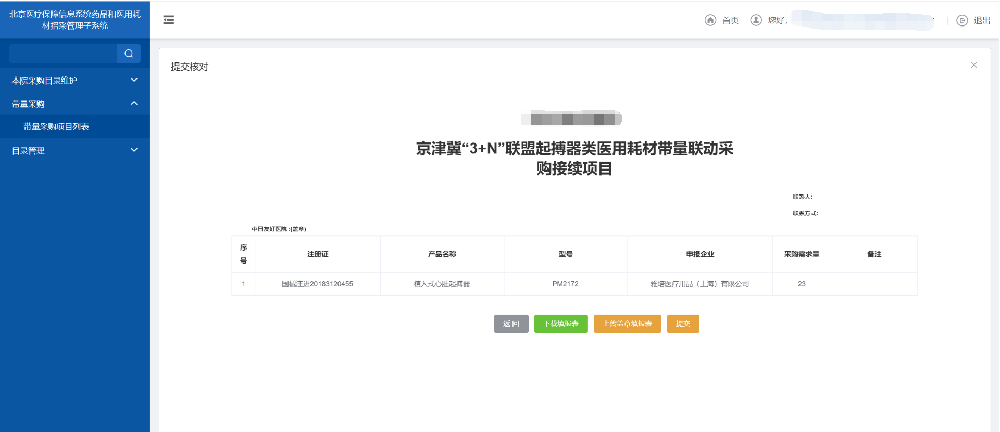 北京医疗保障信息系统药品和医用耗
材招采管理子系统
首页
您好,
退出
本院采购目录维护
带量采购
带量采购项目列表
目录管理
提交核对
京津冀“3+N”联盟起搏器类医用耗材带量联动采
购接续项目
联系人:
联系方式:
中日友好医院 :(盖章)
序号 注册证 产品名称 型号 申报企业 采购需求量 备注
1 国械注进20183120455 植入式心脏起搏器 PM2172 雅培医疗用品（上海）有限公司 23
返 回 下载填报表 上传盖章填报表 提交